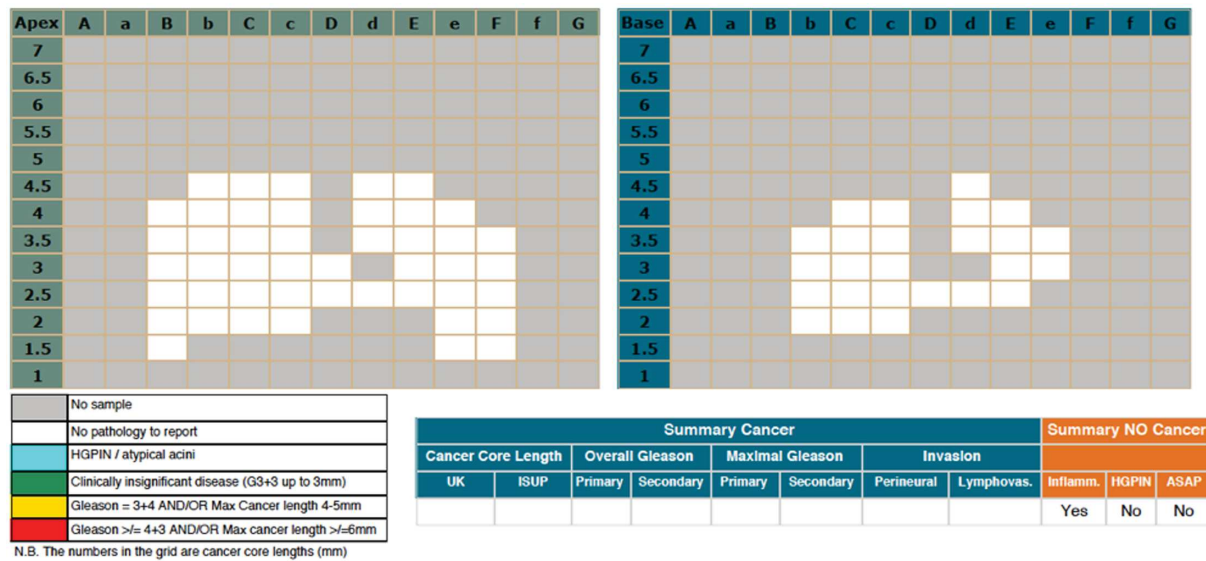 Apex A a B b C c D d E e F f G
7
6.5
6
5.5
5
4.5
4
3.5
3
2.5
2
1.5
1
Base A a B b C c D d E e F f G
7
6.5
6
5.5
5
4.5
4
3.5
3
2.5
2
1.5
1
No sample
No pathology to report
HGPIN / atypical acini
Clinically insignificant disease (G3+3 up to 3mm)
Gleason = 3+4 AND/OR Max Cancer length 4-5mm
Gleason >/= 4+3 AND/OR Max cancer length >/=6mm
N.B. The numbers in the grid are cancer core lengths (mm)
Summary Cancer Summary NO Cancer
Cancer Core Length Overall Gleason Maximal Gleason Invasion
UK ISUP Primary Secondary Primary Secondary Perineural Lymphovas. Inflamm. HGPIN ASAP
Yes No No